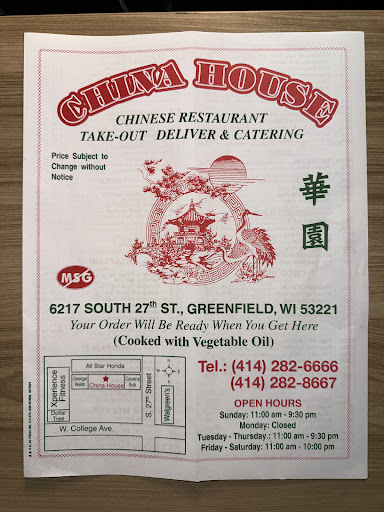 CHINA HOUSE
CHINESE RESTAURANT
TAKE-OUT DELIVER & CATERING
Price Subject to
Change without
Notice
華
園
MSG
6217 SOUTH 27th ST., GREENFIELD, WI 53221
Your Order Will Be Ready When You Get Here
(Cooked with Vegetable Oil)
All Star Honda
Xperience
Fitness
George
Webb
China House
Cousins
Sub
S. 27th Street
Walgreen's
Dollar
Tree
W. College Ave.
Tel.: (414) 282-6666
(414) 282-8667
OPEN HOURS
Sunday: 11:00 am - 9:30 pm
Monday: Closed
Tuesday - Thursday.: 11:00 am - 9:30 pm
Friday - Saturday: 11:00 am - 10:00 pm